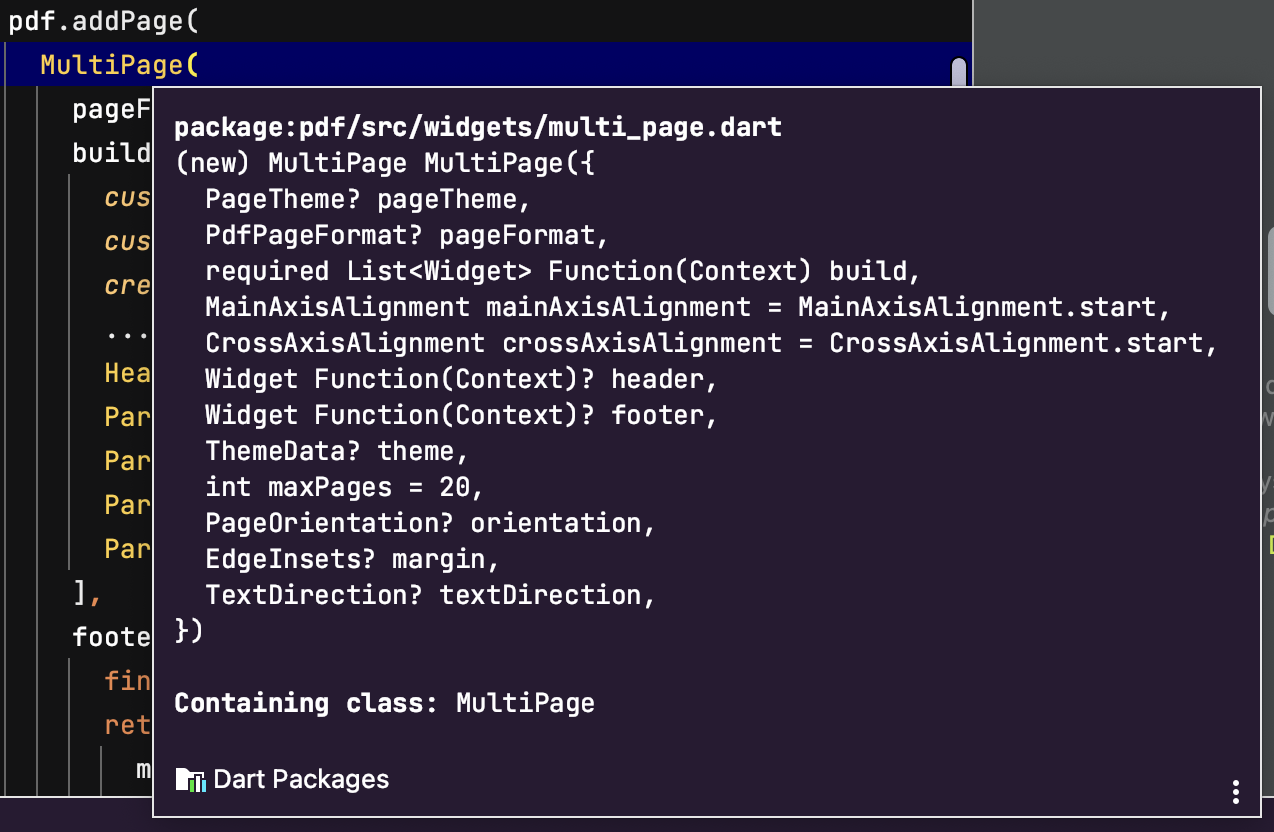 pdf.addPage(
MultiPage(
pageF
build
cus
cus
cre
...
Hea
Par
Par
Par
Par
],
foote
fin
ret
m
package:pdf/src/widgets/multi_page.dart
(new) MultiPage MultiPage({
PageTheme? pageTheme,
PdfPageFormat? pageFormat,
required List<Widget> Function(Context) build,
MainAxisAlignment mainAxisAlignment = MainAxisAlignment.start,
CrossAxisAlignment crossAxisAlignment = CrossAxisAlignment.start,
Widget Function(Context)? header,
Widget Function(Context)? footer,
ThemeData? theme,
int maxPages = 20,
PageOrientation? orientation,
EdgeInsets? margin,
TextDirection? textDirection,
})
Containing class: MultiPage
Dart Packages